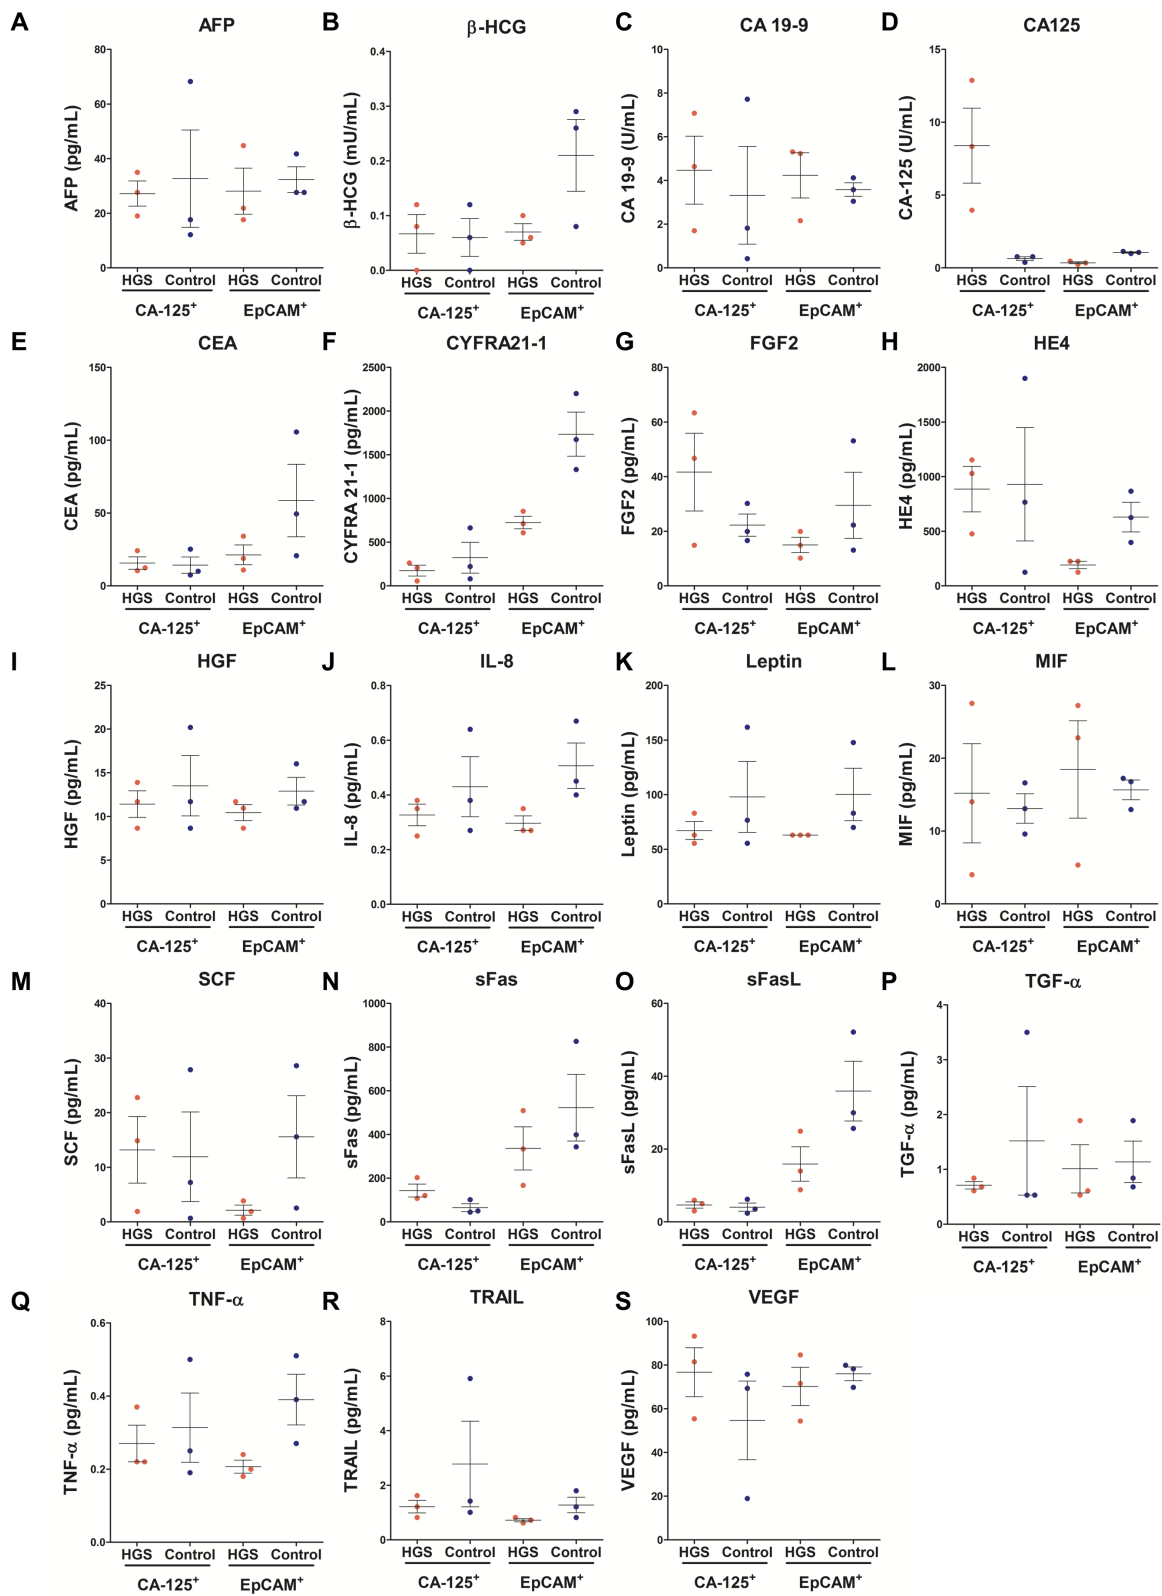 A AFP
80
60
40
20
0
AFP (pg/mL)
HGS Control HGS Control
CA-125+ EpCAM+
B β-HCG
0.4
0.3
0.2
0.1
0.0
β-HCG (mU/mL)
HGS Control HGS Control
CA-125+ EpCAM+
C CA 19-9
10
8
6
4
2
0
CA 19-9 (U/mL)
HGS Control HGS Control
CA-125+ EpCAM+
D CA125
15
10
5
0
CA-125 (U/mL)
HGS Control HGS Control
CA-125+ EpCAM+
E CEA
150
100
50
0
CEA (pg/mL)
HGS Control HGS Control
CA-125+ EpCAM+
F CYFRA21-1
2500
2000
1500
1000
500
0
CYFRA 21-1 (pg/mL)
HGS Control HGS Control
CA-125+ EpCAM+
G FGF2
80
60
40
20
0
FGF2 (pg/mL)
HGS Control HGS Control
CA-125+ EpCAM+
H HE4
2000
1500
1000
500
0
HE4 (pg/mL)
HGS Control HGS Control
CA-125+ EpCAM+
I HGF
25
20
15
10
5
0
HGF (pg/mL)
HGS Control HGS Control
CA-125+ EpCAM+
J IL-8
0.8
0.6
0.4
0.2
0.0
IL-8 (pg/mL)
HGS Control HGS Control
CA-125+ EpCAM+
K Leptin
200
150
100
50
0
Leptin (pg/mL)
HGS Control HGS Control
CA-125+ EpCAM+
L MIF
30
20
10
0
MIF (pg/mL)
HGS Control HGS Control
CA-125+ EpCAM+
M SCF
40
30
20
10
0
SCF (pg/mL)
HGS Control HGS Control
CA-125+ EpCAM+
N sFas
1000
800
600
400
200
0
sFas (pg/mL)
HGS Control HGS Control
CA-125+ EpCAM+
O sFasL
60
40
20
0
sFasL (pg/mL)
HGS Control HGS Control
CA-125+ EpCAM+
P TGF-α
4
3
2
1
0
TGF-α (pg/mL)
HGS Control HGS Control
CA-125+ EpCAM+
Q TNF-α
0.6
0.4
0.2
0.0
TNF-α (pg/mL)
HGS Control HGS Control
CA-125+ EpCAM+
R TRAIL
8
6
4
2
0
TRAIL (pg/mL)
HGS Control HGS Control
CA-125+ EpCAM+
S VEGF
100
80
60
40
20
0
VEGF (pg/mL)
HGS Control HGS Control
CA-125+ EpCAM+